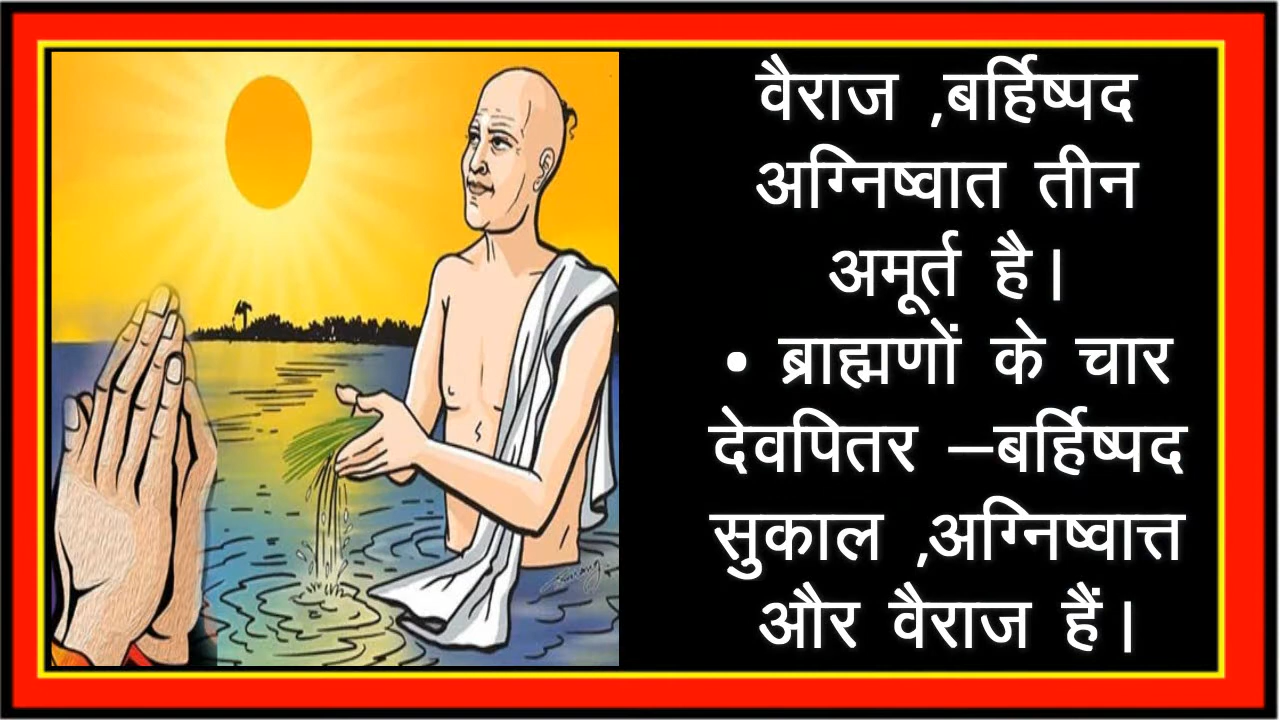 वैराज ,बर्हिष्पद
अग्निष्वात तीन
अमूर्त है|
• ब्राह्मणों के चार
देवपितर –बर्हिष्पद
सुकाल ,अग्निष्वात्त
और वैराज हैं|